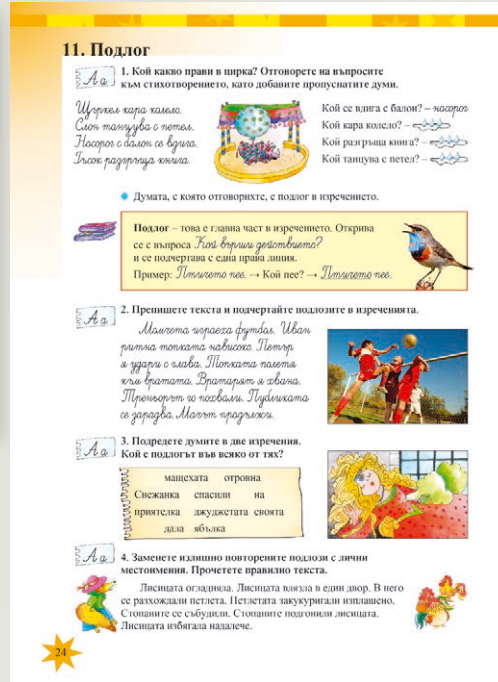 11. Подлог
1. Кой какво прави в цирка? Отговорете на въпросите
към стихотворението, като добавите пропуснатите думи.
Щъркел кара колело.
Слон танцува с петел.
Носорог с балон се вдига.
Гъсок разгръща книга.
Кой се вдига с балон? – носорог
Кой кара колело? –
Кой разгръща книга? –
Кой танцува с петел? –
Думата, с която отговорихте, е подлог в изречението.
Подлог – това е главна част в изречението. Открива
се с въпроса Кой върши действието?
и се подчертава с една права линия.
Пример: Птичето пее. → Кой пее? → Птичето пее.
2. Препишете текста и подчертайте подлозите в изреченията.
Момчета играеха футбол. Иван
ритна топката нависоко. Петър
я удари с глава. Топката полетя
към вратата. Вратарят я хвана.
Треньорът го похвали. Публиката
се зарадва. Мачът продължи.
3. Подредете думите в две изречения.
Кой е подлогът във всяко от тях?
мащехата отровна
Снежанка спасили на
приятелка джуджетата своята
дала ябълка
4. Заменете излишно повторените подлози с лични
местоимения. Прочетете правилно текста.
Лисицата огладняла. Лисицата влязла в един двор. В него
се разхождали петлета. Петлетата закукуригали изплашено.
Стопаните се събудили. Стопаните подгонили лисицата.
Лисицата избягала надалече.
24